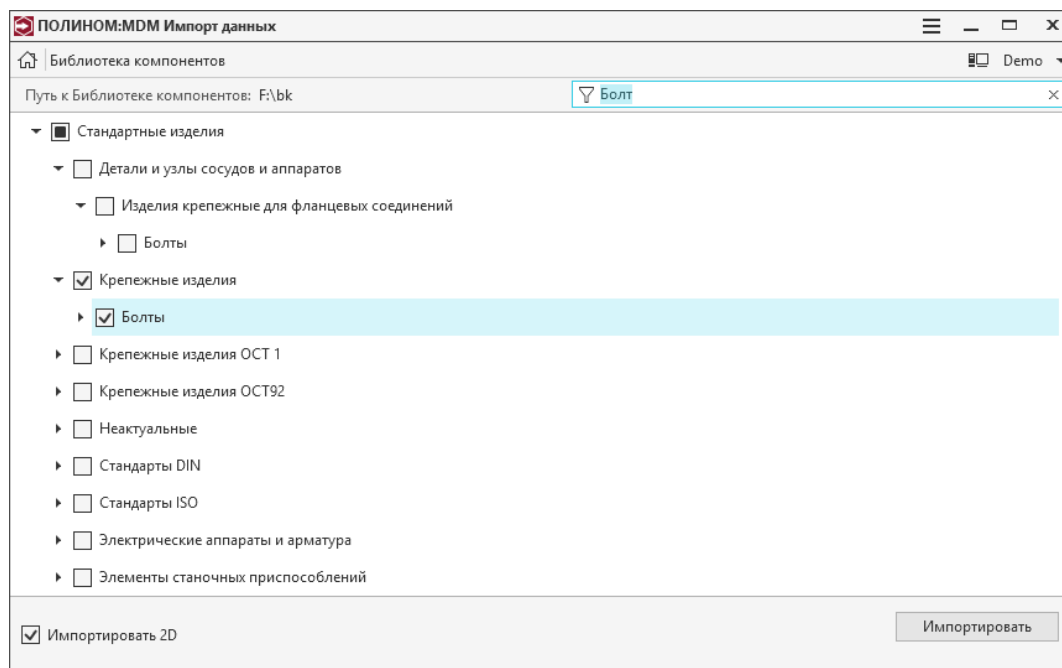 ПОЛИНОМ:MDM Импорт данных
Библиотека компонентов
Demo
Путь к Библиотеке компонентов: F:\bk
Болт
Стандартные изделия
Детали и узлы сосудов и аппаратов
Изделия крепежные для фланцевых соединений
Болты
Крепежные изделия
Болты
Крепежные изделия ОСТ 1
Крепежные изделия ОСТ92
Неактуальные
Стандарты DIN
Стандарты ISO
Электрические аппараты и арматура
Элементы станочных приспособлений
Импортировать 2D
Импортировать